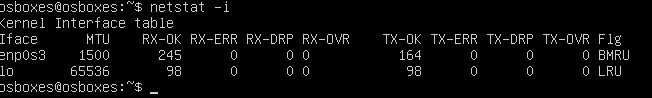 osboxes@osboxes:~$ netstat -i
Kernel Interface table
Iface      MTU    RX-OK RX-ERR RX-DRP RX-OVR    TX-OK TX-ERR TX-DRP TX-OVR Flg
enp0s3    1500      245      0      0 0           164      0      0      0 BMRU
lo       65536       98      0      0 0            98      0      0      0 LRU
osboxes@osboxes:~$ _